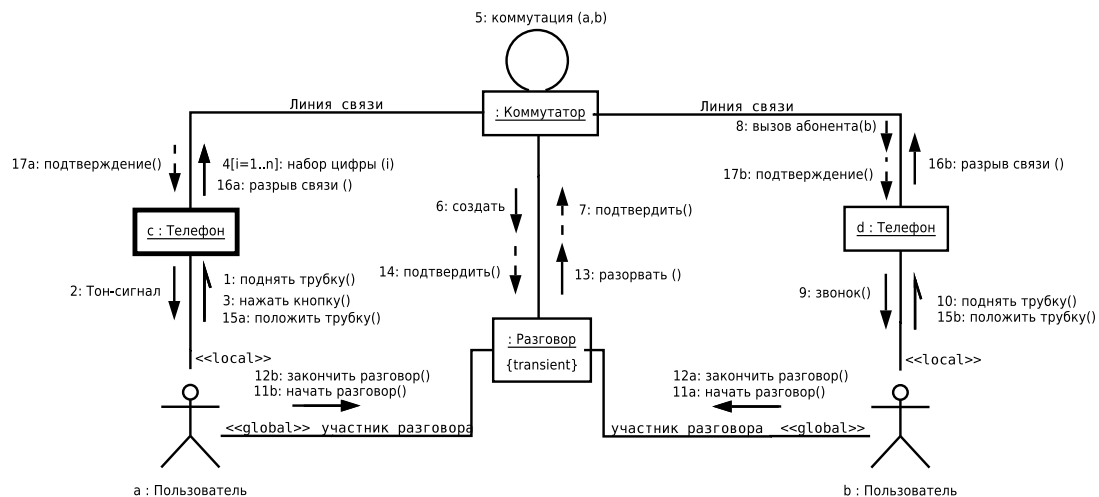 5: коммутация (a,b)
Линия связи
: Коммутатор
Линия связи
8: вызов абонента(b)
17a: подтверждение()
4[i=1..n]: набор цифры (i)
16a: разрыв связи ()
17b: подтверждение()
16b: разрыв связи ()
6: создать
7: подтвердить()
c : Телефон
d : Телефон
14: подтвердить()
13: разорвать ()
2: Тон-сигнал
1: поднять трубку()
3: нажать кнопку()
15a: положить трубку()
9: звонок()
10: поднять трубку()
15b: положить трубку()
: Разговор
{transient}
<<local>>
<<local>>
12b: закончить разговор()
11b: начать разговор()
12a: закончить разговор()
11a: начать разговор()
<<global>> участник разговора
участник разговора <<global>>
a : Пользователь
b : Пользователь